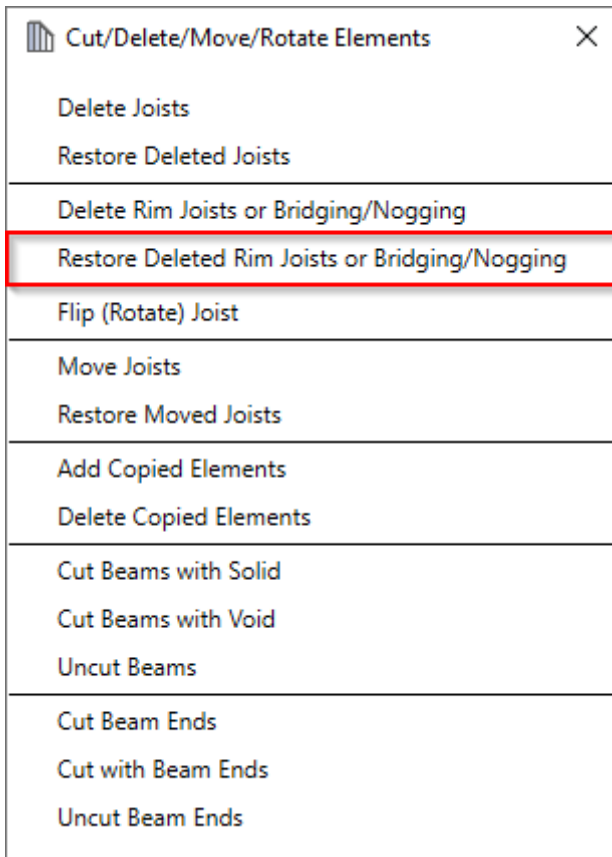 Cut/Delete/Move/Rotate Elements
Delete Joists
Restore Deleted Joists
Delete Rim Joists or Bridging/Nogging
Restore Deleted Rim Joists or Bridging/Nogging
Flip (Rotate) Joist
Move Joists
Restore Moved Joists
Add Copied Elements
Delete Copied Elements
Cut Beams with Solid
Cut Beams with Void
Uncut Beams
Cut Beam Ends
Cut with Beam Ends
Uncut Beam Ends